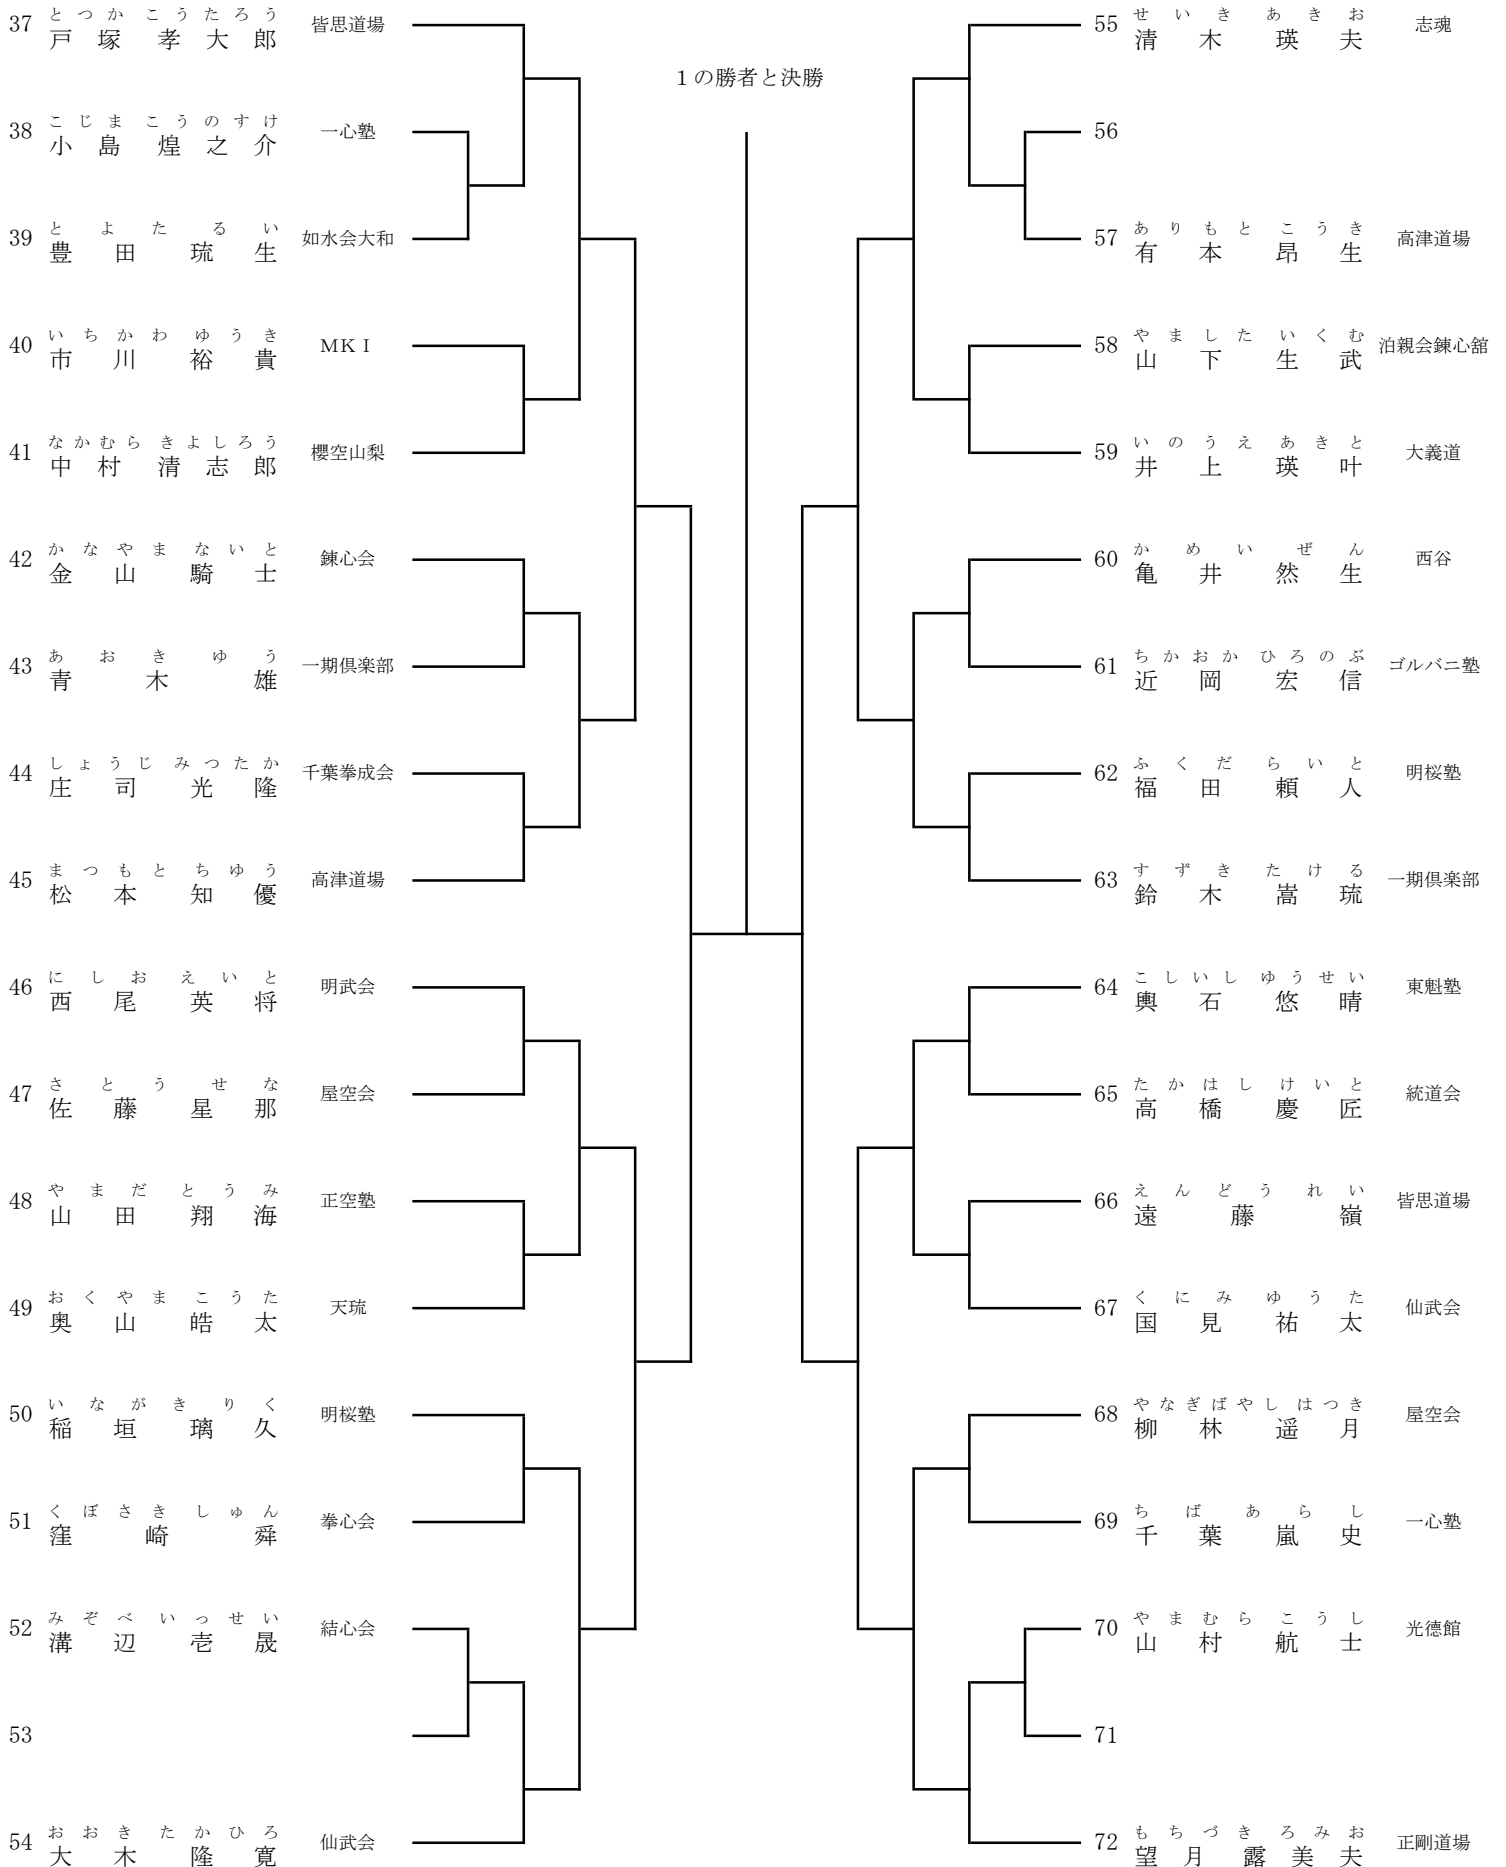 1の勝者と決勝
とつか こうたろう
37 戸塚 孝大郎 皆思道場
こじま こうのすけ
38 小島 煌之介 一心塾
とよた るい
39 豊田 琉生 如水会大和
いちかわ ゆうき
40 市川 裕貴 MKI
なかむら きよしろう
41 中村 清志郎 櫻空山梨
かなやま ないと
42 金山 騎士 錬心会
あおき ゆう
43 青木 雄 一期倶楽部
しょうじ みつたか
44 庄司 光隆 千葉拳成会
まつもと ちゆう
45 松本 知優 高津道場
にしお えいと
46 西尾 英将 明武会
さとう せな
47 佐藤 星那 屋空会
やまだ とうみ
48 山田 翔海 正空塾
おくやま こうた
49 奥山 皓太 天琉
いながき りく
50 稲垣 璃久 明桜塾
くぼさき しゅん
51 窪崎 舜 拳心会
みぞべ いっせい
52 溝辺 壱晟 結心会
53
おおき たかひろ
54 大木 隆寛 仙武会
せいき あきお
55 清木 瑛夫 志魂
56
ありもと こうき
57 有本 昂生 高津道場
やました いくむ
58 山下 生武 泊親会錬心舘
いのうえ あきと
59 井上 瑛叶 大義道
かめい ぜん
60 亀井 然生 西谷
ちかおか ひろのぶ
61 近岡 宏信 ゴルバニ塾
ふくだ らいと
62 福田 頼人 明桜塾
すずき たける
63 鈴木 嵩琉 一期倶楽部
こしいし ゆうせい
64 輿石 悠晴 東魁塾
たかはし けいと
65 高橋 慶匠 統道会
えんどう れい
66 遠藤 嶺 皆思道場
くにみ ゆうた
67 国見 祐太 仙武会
やなぎばやし はつき
68 柳林 遥月 屋空会
ちば あらし
69 千葉 嵐史 一心塾
やまむら こうし
70 山村 航士 光徳館
71
もちづき ろみお
72 望月 露美夫 正剛道場